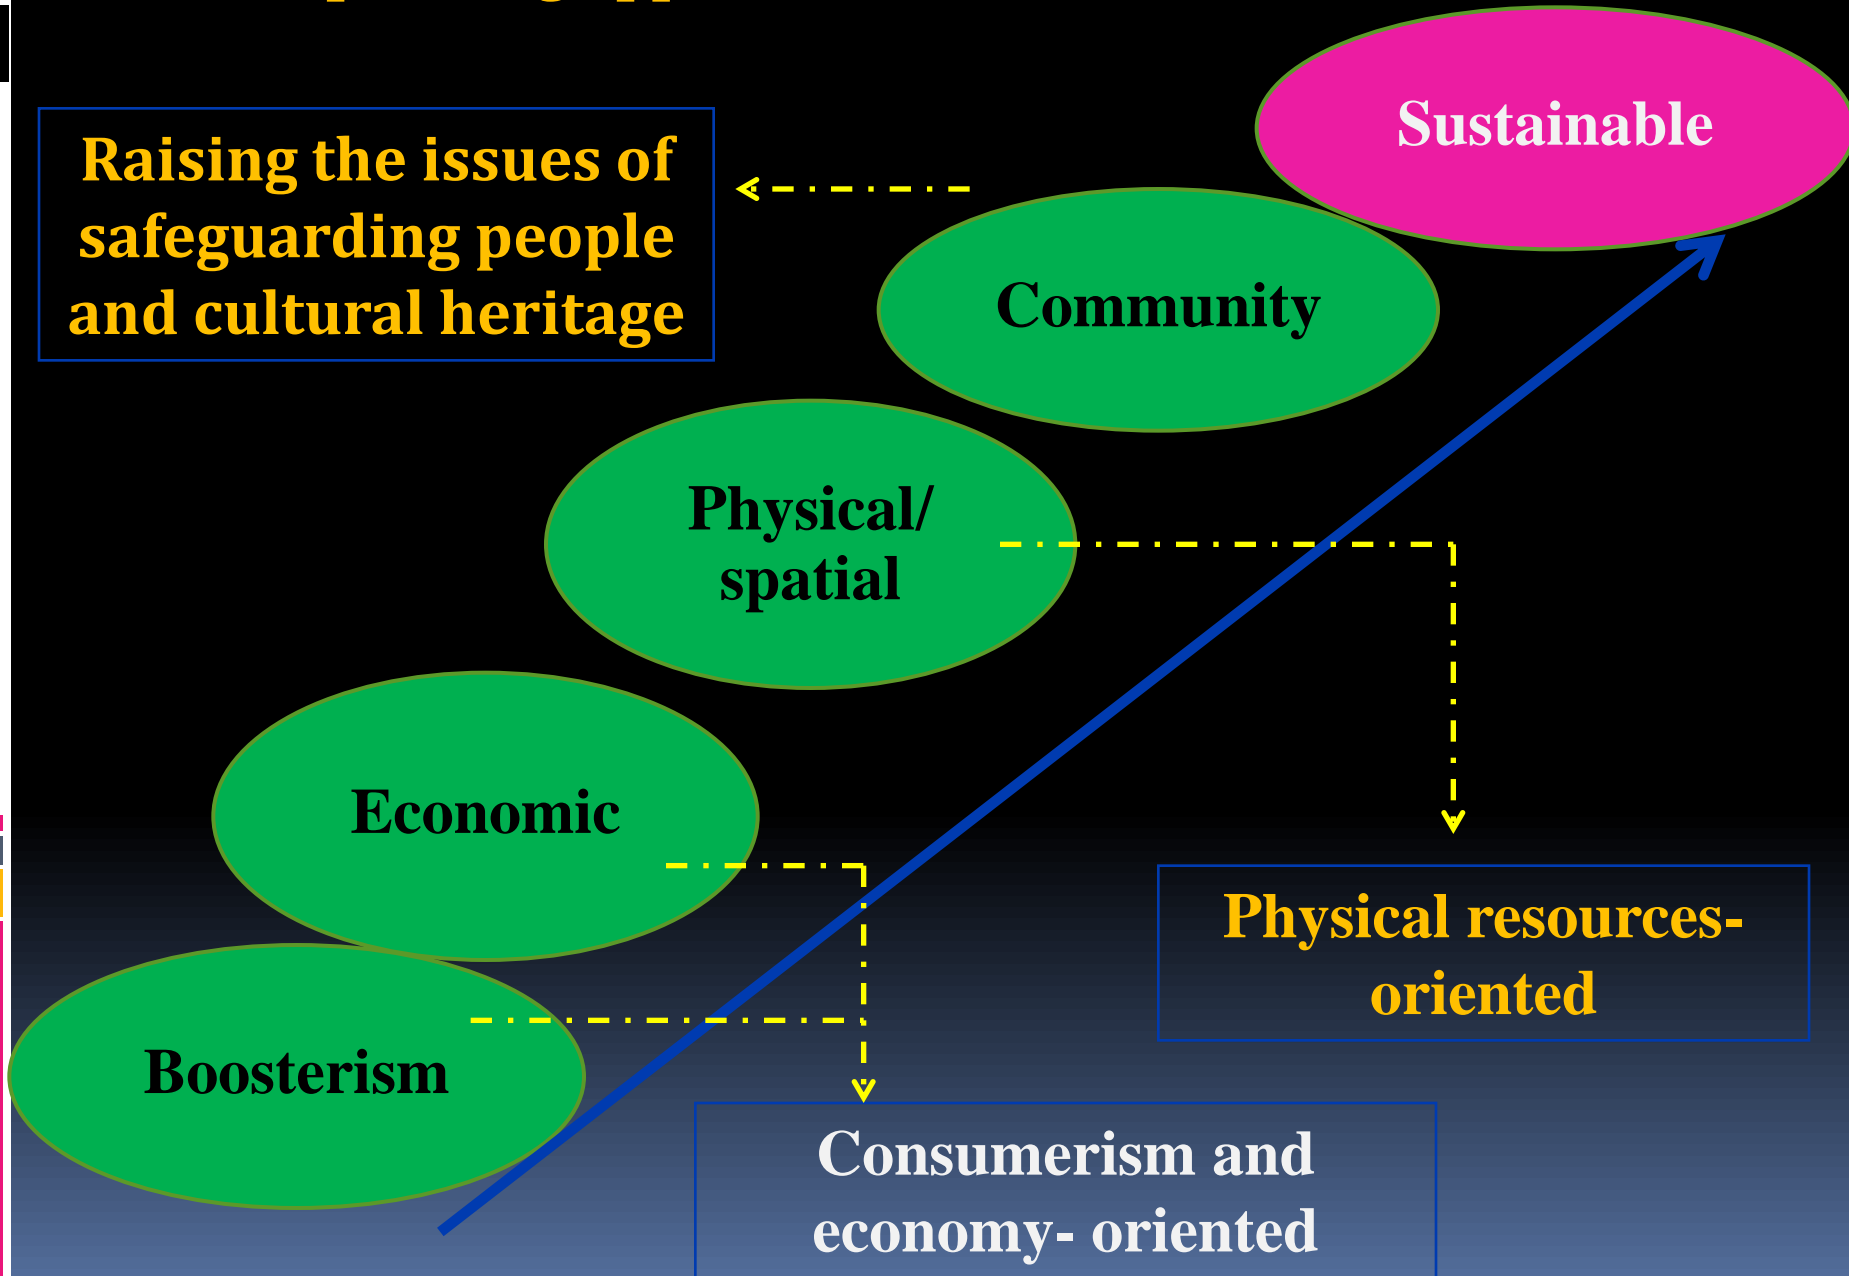 Sustainable
Raising the issues of
safeguarding people
and cultural heritage
Community
Physical/
spatial
Economic
Physical resources-
oriented
Boosterism
Consumerism and
economy- oriented